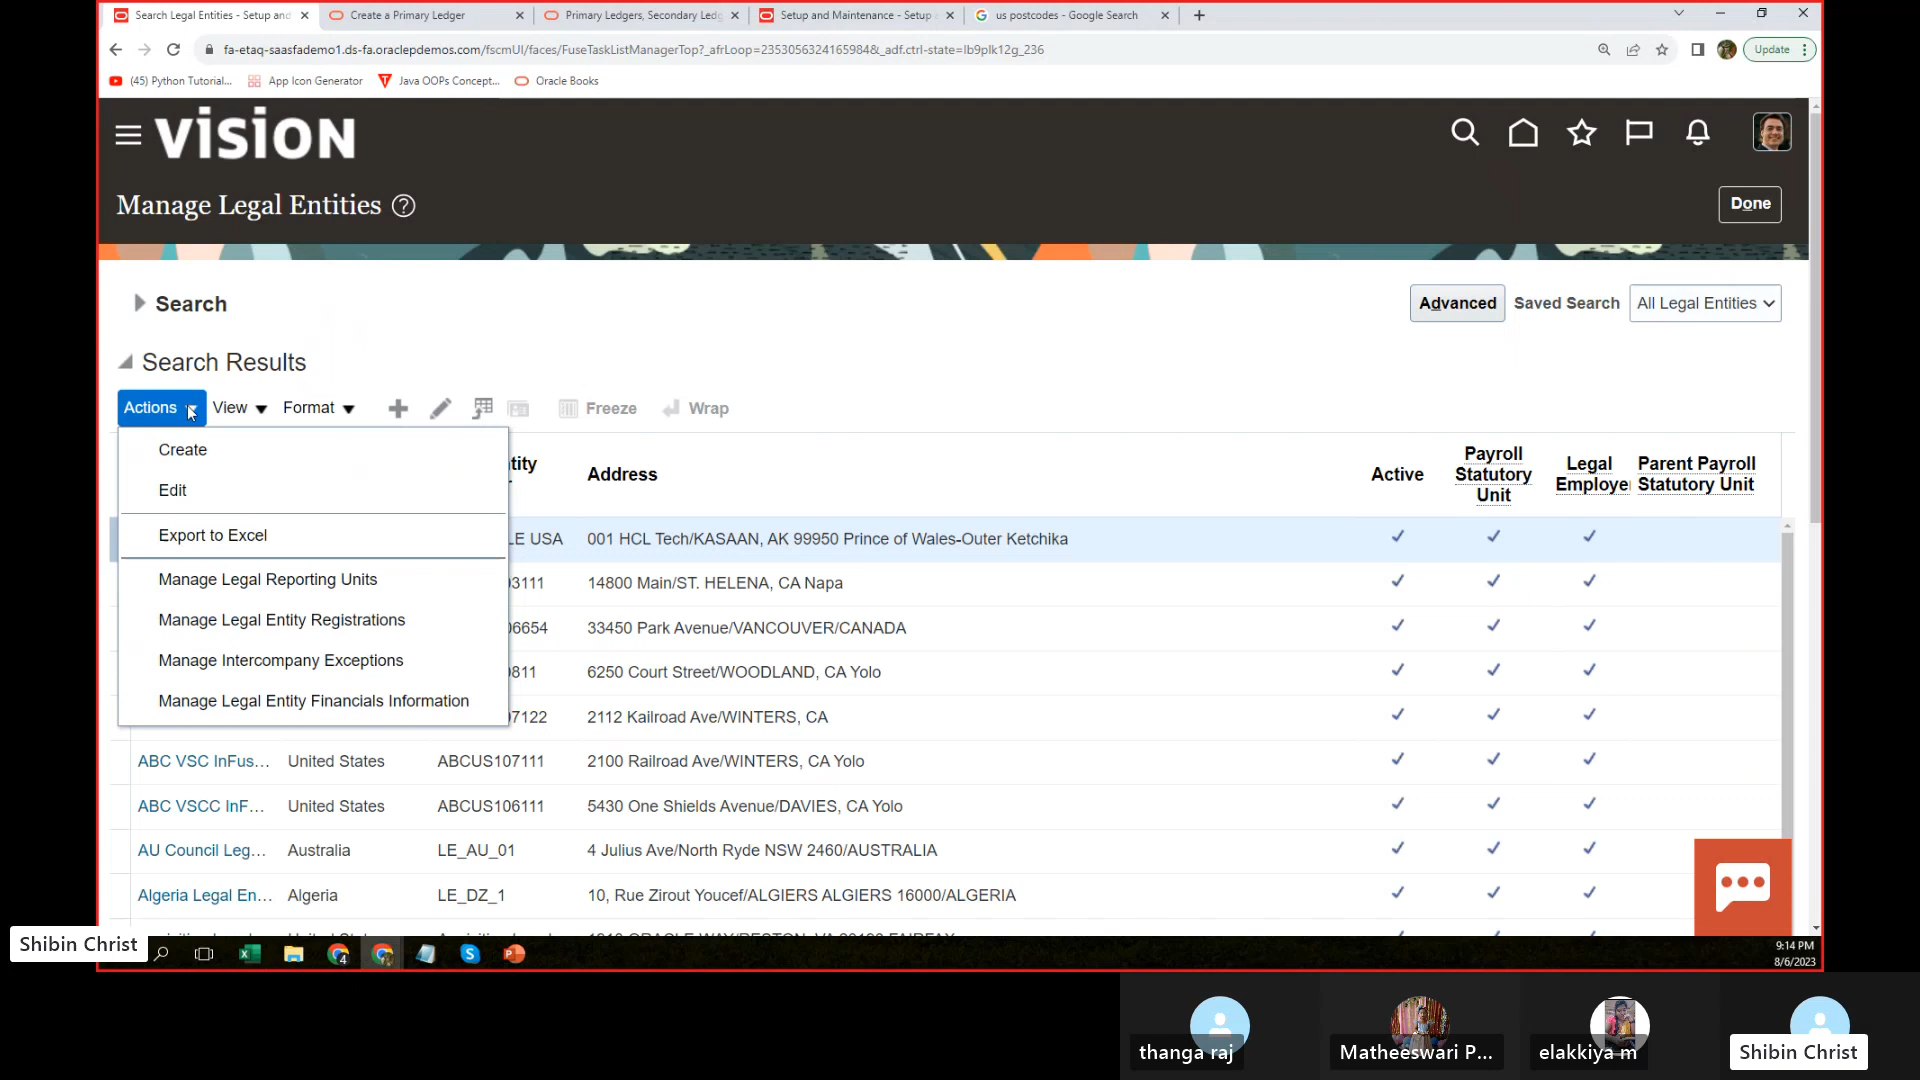 Search Legal Entities - Setup and
Create a Primary Ledger
Primary Ledgers, Secondary Ledg
Setup and Maintenance - Setup
us postcodes - Google Search
fa-etaq-saasfademo1.ds-fa.oraclepdemos.com/fscmUI/faces/FuseTaskListManagerTop?_afrLoop=23530563241659848&_adf.ctrl-state=lb9plk12g_236
Update
(45) Python Tutorial...
App Icon Generator
Java OOPs Concept...
Oracle Books
VISION
Manage Legal Entities
Done
Search
Advanced
Saved Search
All Legal Entities
Search Results
Actions
View
Format
Freeze
Wrap
Create
Edit
Export to Excel
Manage Legal Reporting Units
Manage Legal Entity Registrations
Manage Intercompany Exceptions
Manage Legal Entity Financials Information
tity
Address
Active
Payroll
Statutory
Unit
Legal
Employe
Parent Payroll
Statutory Unit
LE USA 001 HCL Tech/KASAAN, AK 99950 Prince of Wales-Outer Ketchika
3111 14800 Main/ST. HELENA, CA Napa
6654 33450 Park Avenue/VANCOUVER/CANADA
811 6250 Court Street/WOODLAND, CA Yolo
7122 2112 Kailroad Ave/WINTERS, CA
ABC VSC InFus... United States ABCUS107111 2100 Railroad Ave/WINTERS, CA Yolo
ABC VSCC InF... United States ABCUS106111 5430 One Shields Avenue/DAVIES, CA Yolo
AU Council Leg... Australia LE_AU_01 4 Julius Ave/North Ryde NSW 2460/AUSTRALIA
Algeria Legal En... Algeria LE_DZ_1 10, Rue Zirout Youcef/ALGIERS ALGIERS 16000/ALGERIA
Shibin Christ
9:14 PM
8/6/2023
thanga raj
Matheeswari P...
elakkiya m
Shibin Christ